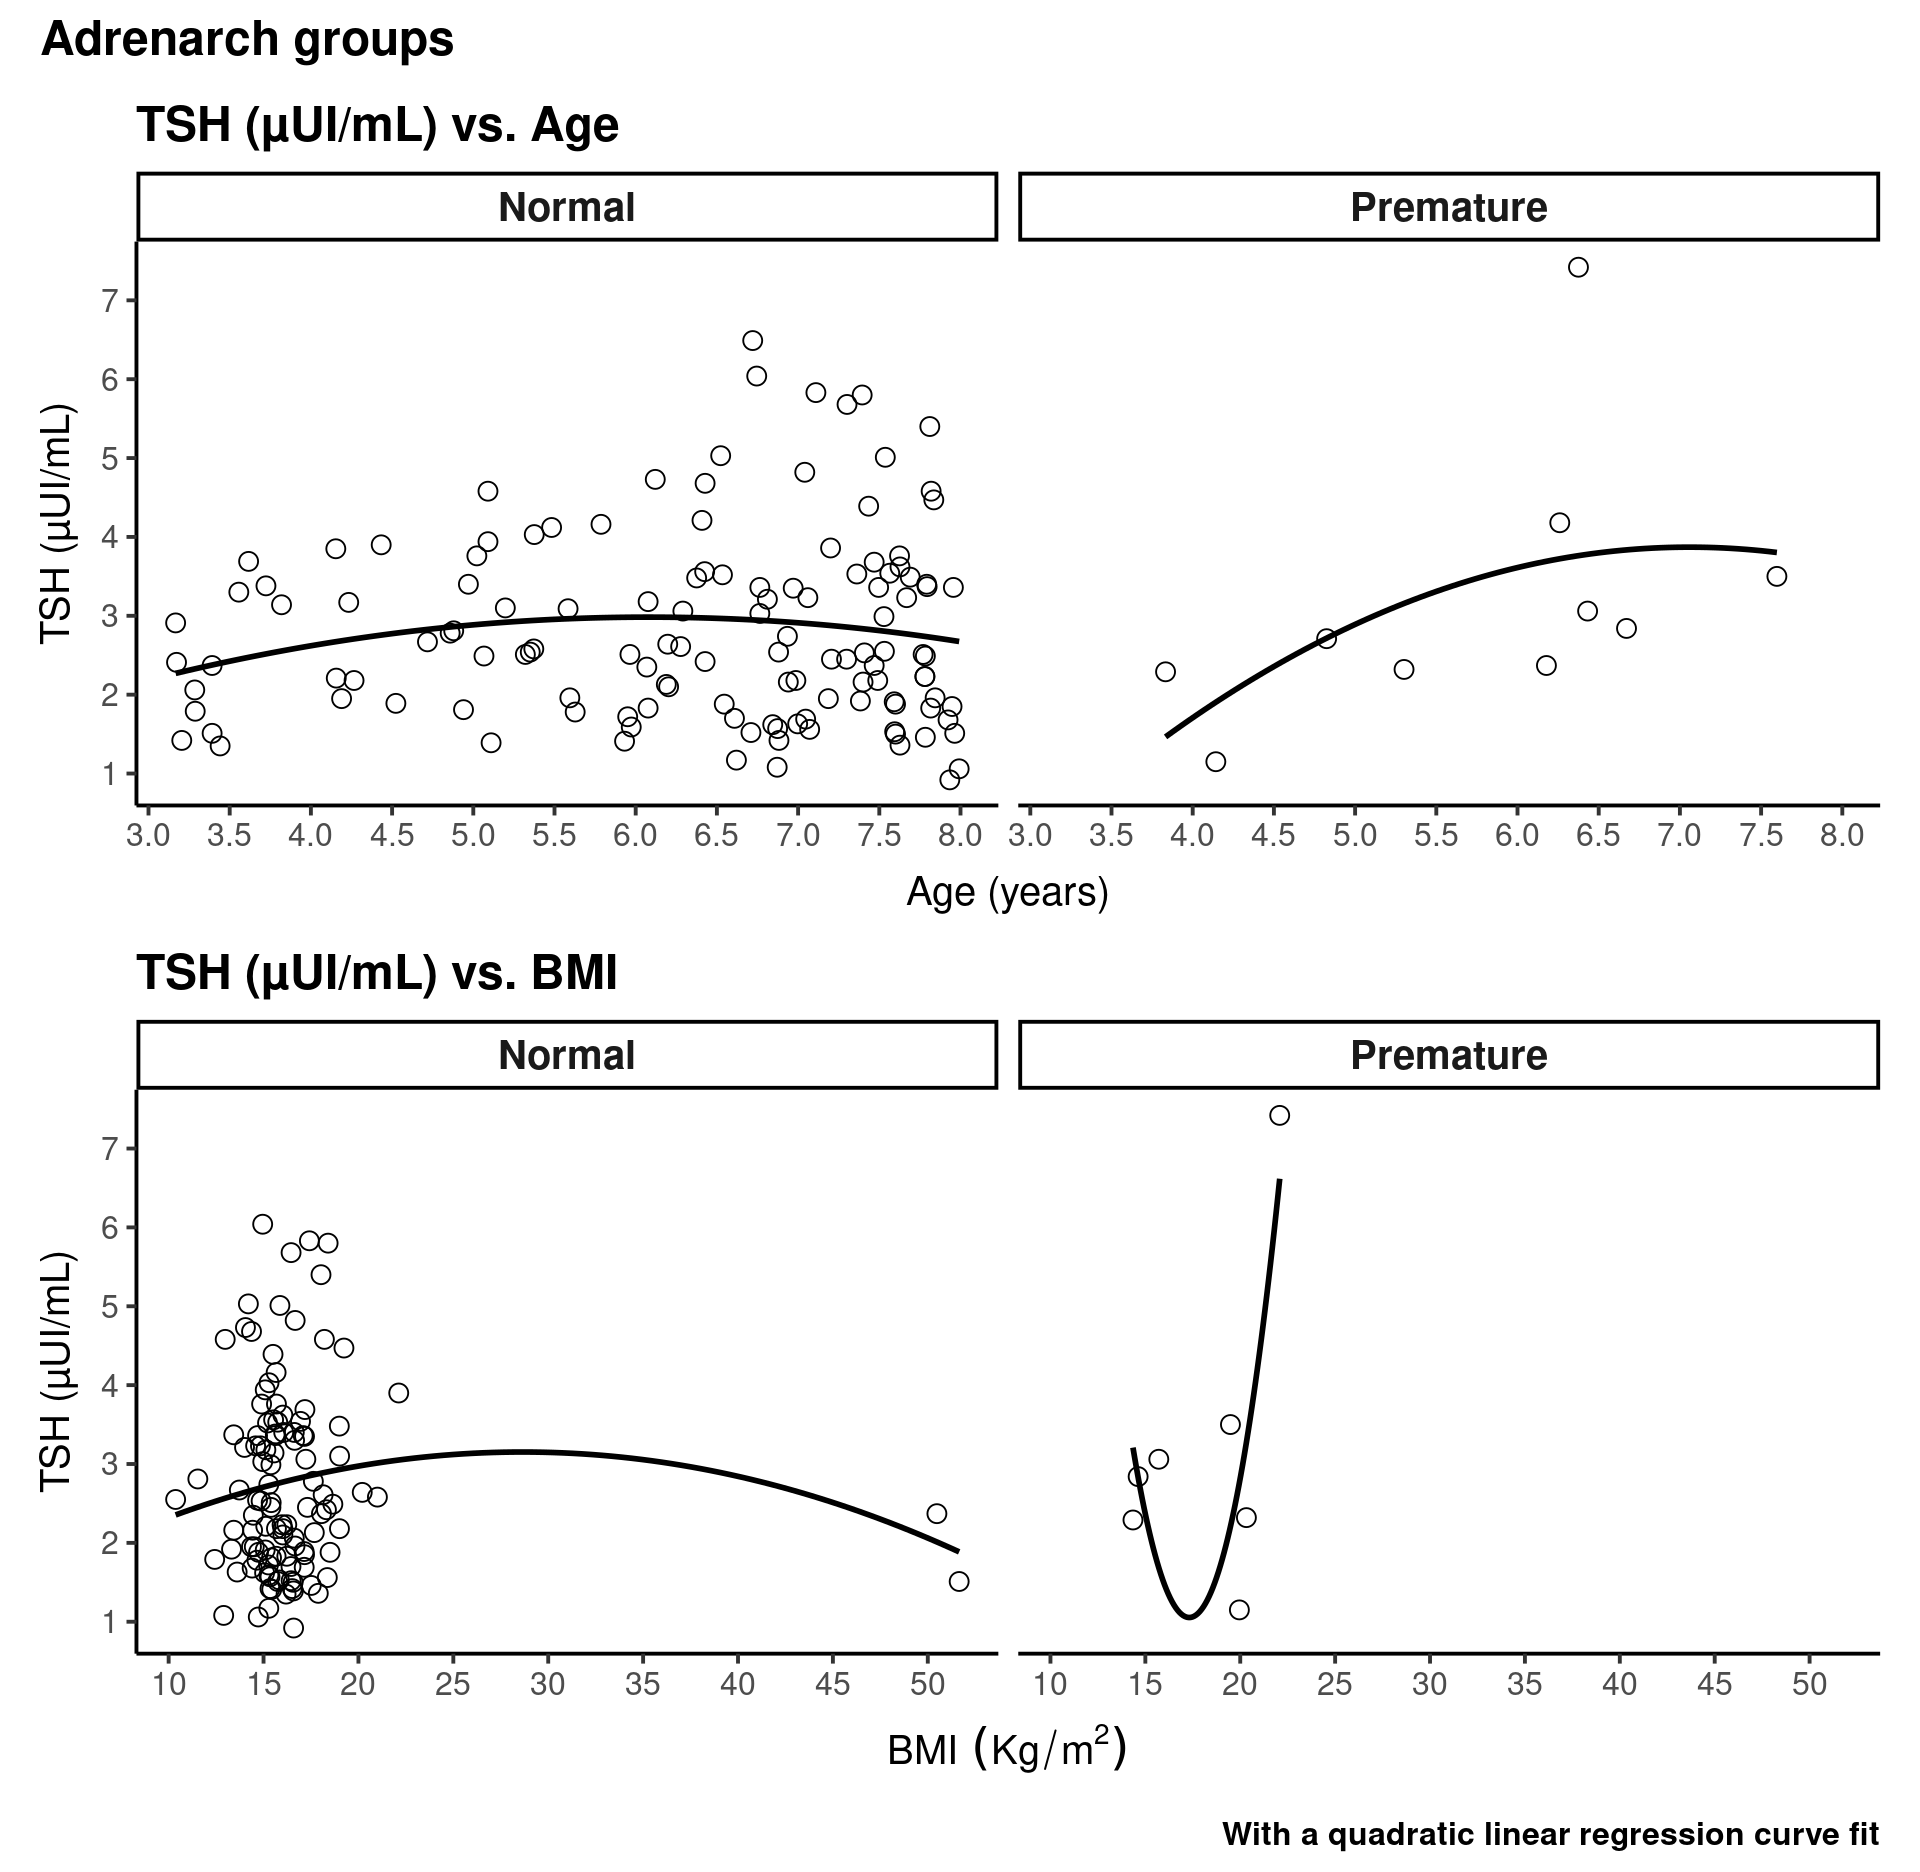 Adrenarch groups
TSH (µUI/mL) vs. Age
Normal Premature
TSH (µUI/mL)
7
6
5
4
3
2
1
3.0 3.5 4.0 4.5 5.0 5.5 6.0 6.5 7.0 7.5 8.0 3.0 3.5 4.0 4.5 5.0 5.5 6.0 6.5 7.0 7.5 8.0
Age (years)
TSH (µUI/mL) vs. BMI
Normal Premature
TSH (µUI/mL)
7
6
5
4
3
2
1
10 15 20 25 30 35 40 45 50 10 15 20 25 30 35 40 45 50
BMI (Kg/m²)
With a quadratic linear regression curve fit